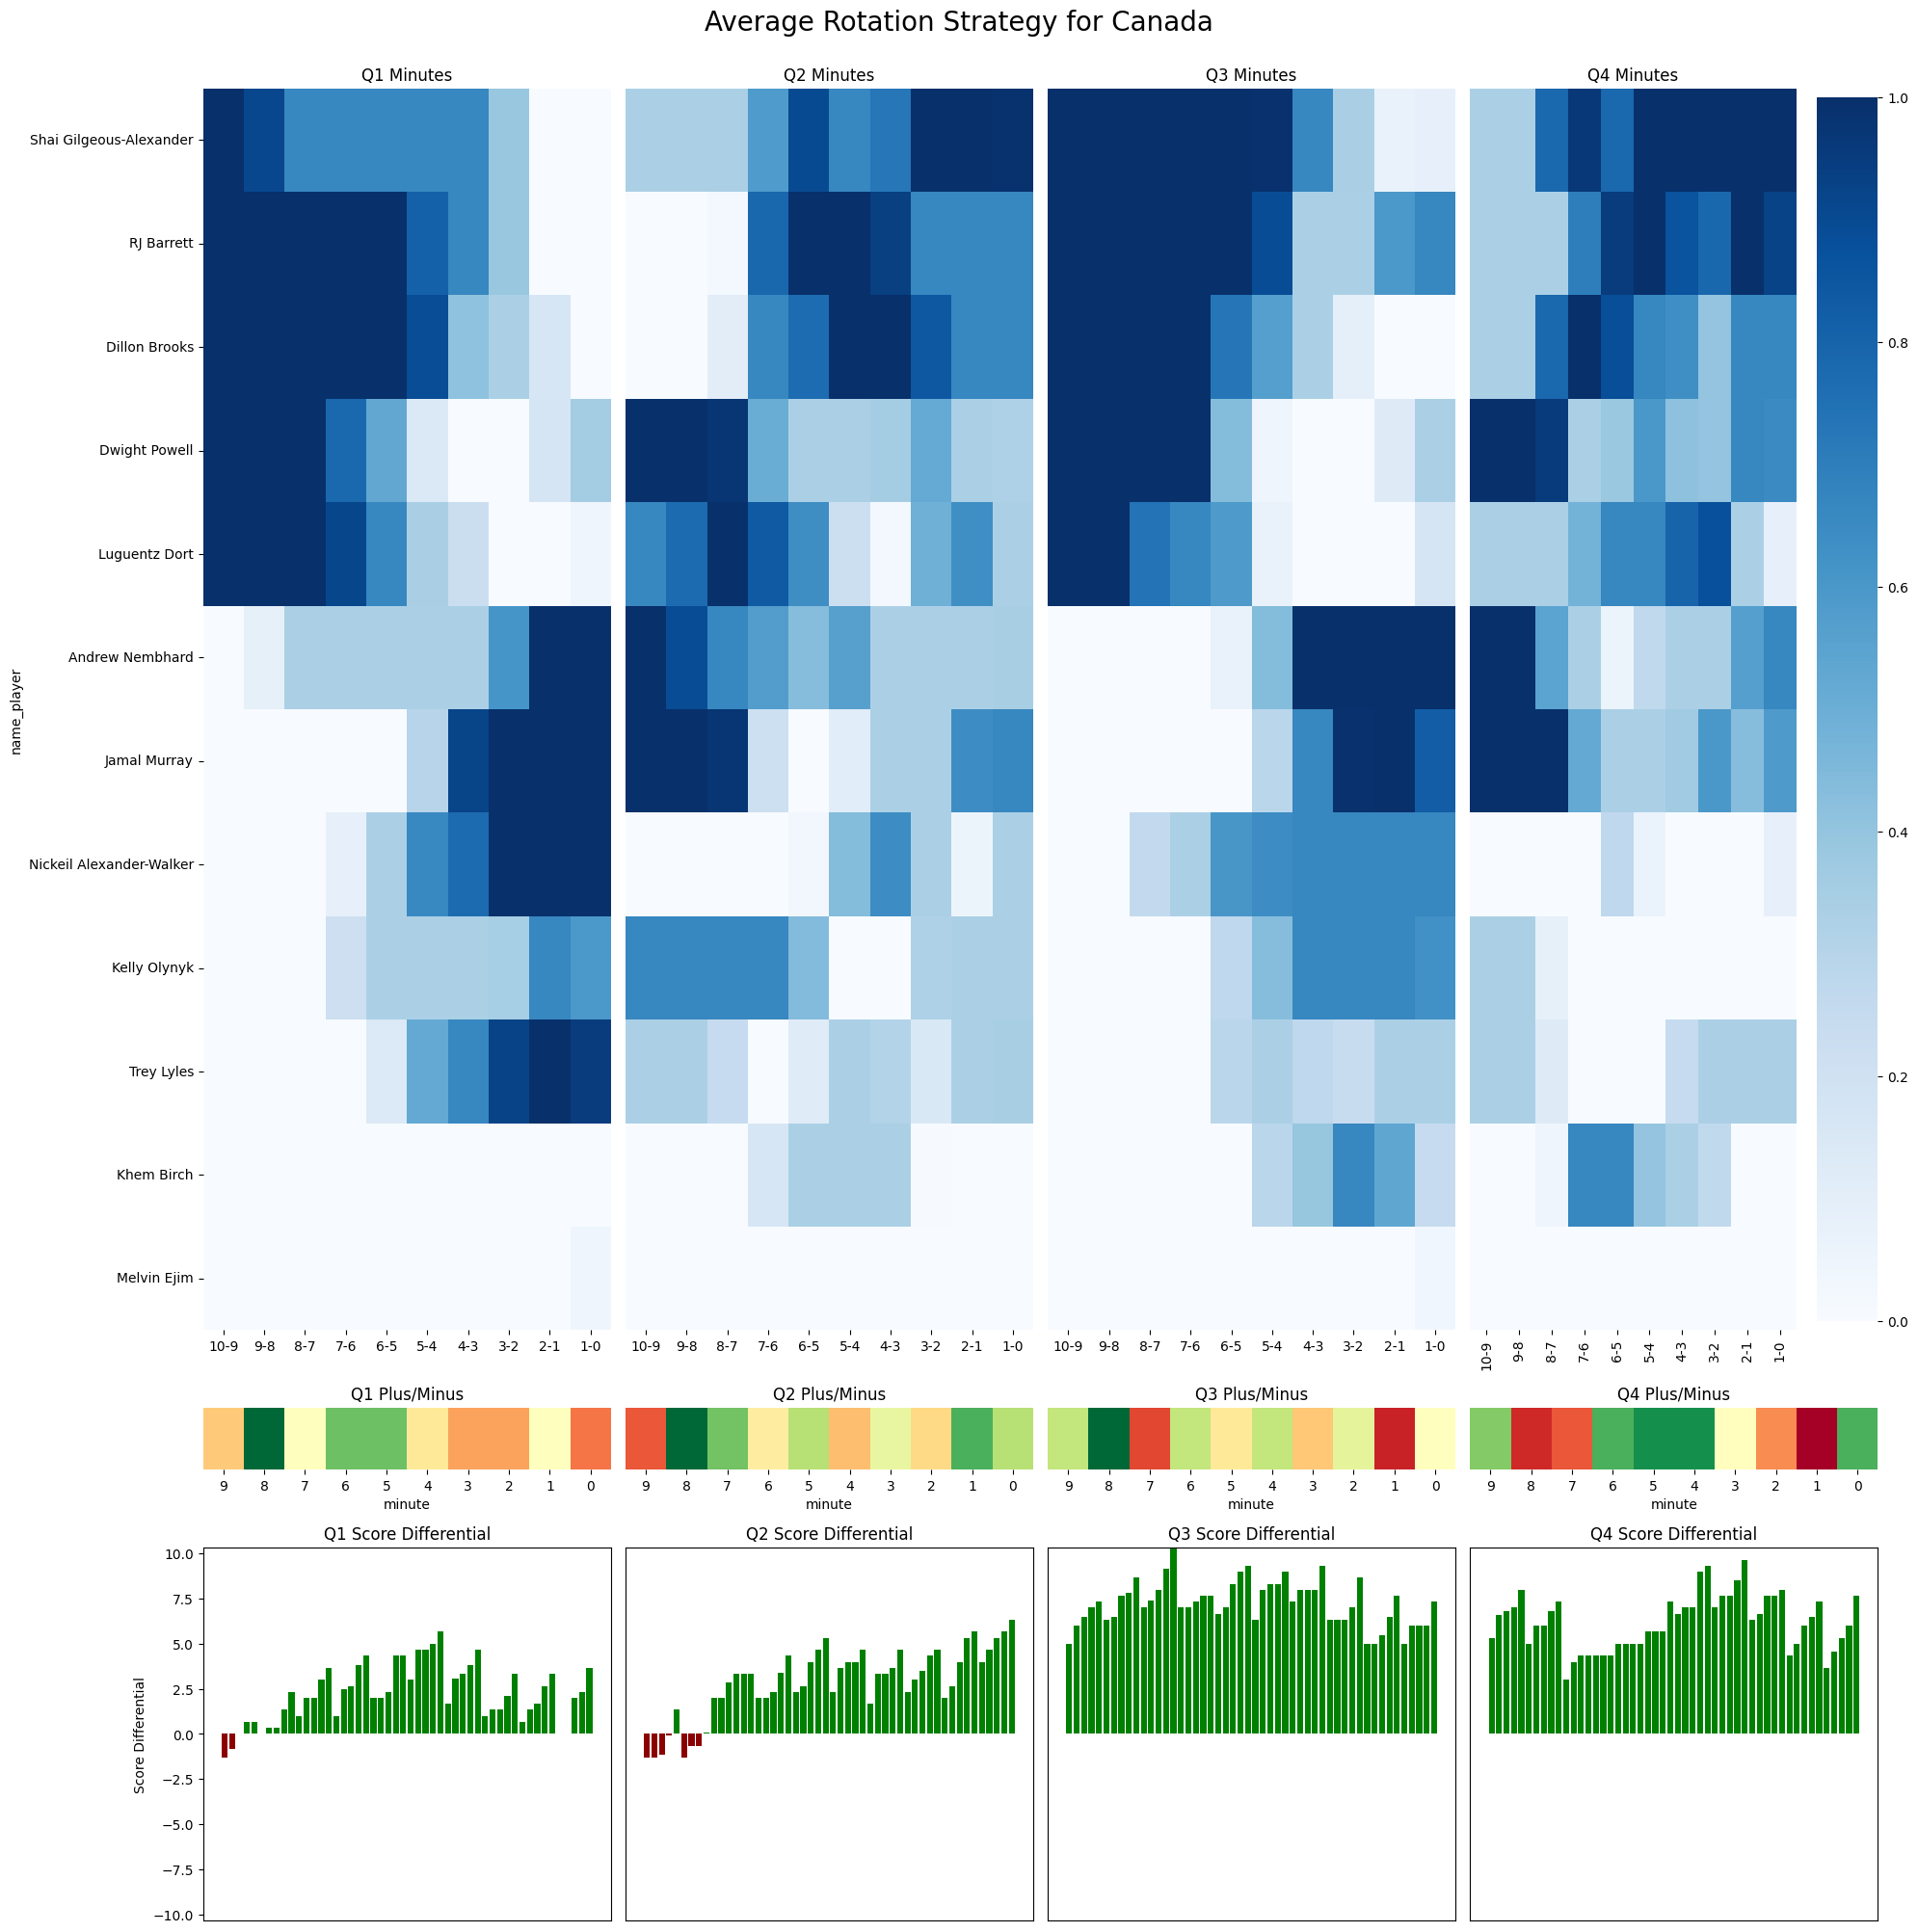 Average Rotation Strategy for Canada
Q1 Minutes Q2 Minutes Q3 Minutes Q4 Minutes
name_player
Shai Gilgeous-Alexander
RJ Barrett
Dillon Brooks
Dwight Powell
Luguentz Dort
Andrew Nembhard
Jamal Murray
Nickeil Alexander-Walker
Kelly Olynyk
Trey Lyles
Khem Birch
Melvin Ejim
1.0
0.8
0.6
0.4
0.2
0.0
10-9 9-8 8-7 7-6 6-5 5-4 4-3 3-2 2-1 1-0 10-9 9-8 8-7 7-6 6-5 5-4 4-3 3-2 2-1 1-0 10-9 9-8 8-7 7-6 6-5 5-4 4-3 3-2 2-1 1-0 10-9 9-8 8-7 7-6 6-5 5-4 4-3 3-2 2-1 1-0
Q1 Plus/Minus Q2 Plus/Minus Q3 Plus/Minus Q4 Plus/Minus
9 8 7 6 5 4 3 2 1 0 9 8 7 6 5 4 3 2 1 0 9 8 7 6 5 4 3 2 1 0 9 8 7 6 5 4 3 2 1 0
minute minute minute minute
Q1 Score Differential Q2 Score Differential Q3 Score Differential Q4 Score Differential
Score Differential
10.0
7.5
5.0
2.5
0.0
−2.5
−5.0
−7.5
−10.0